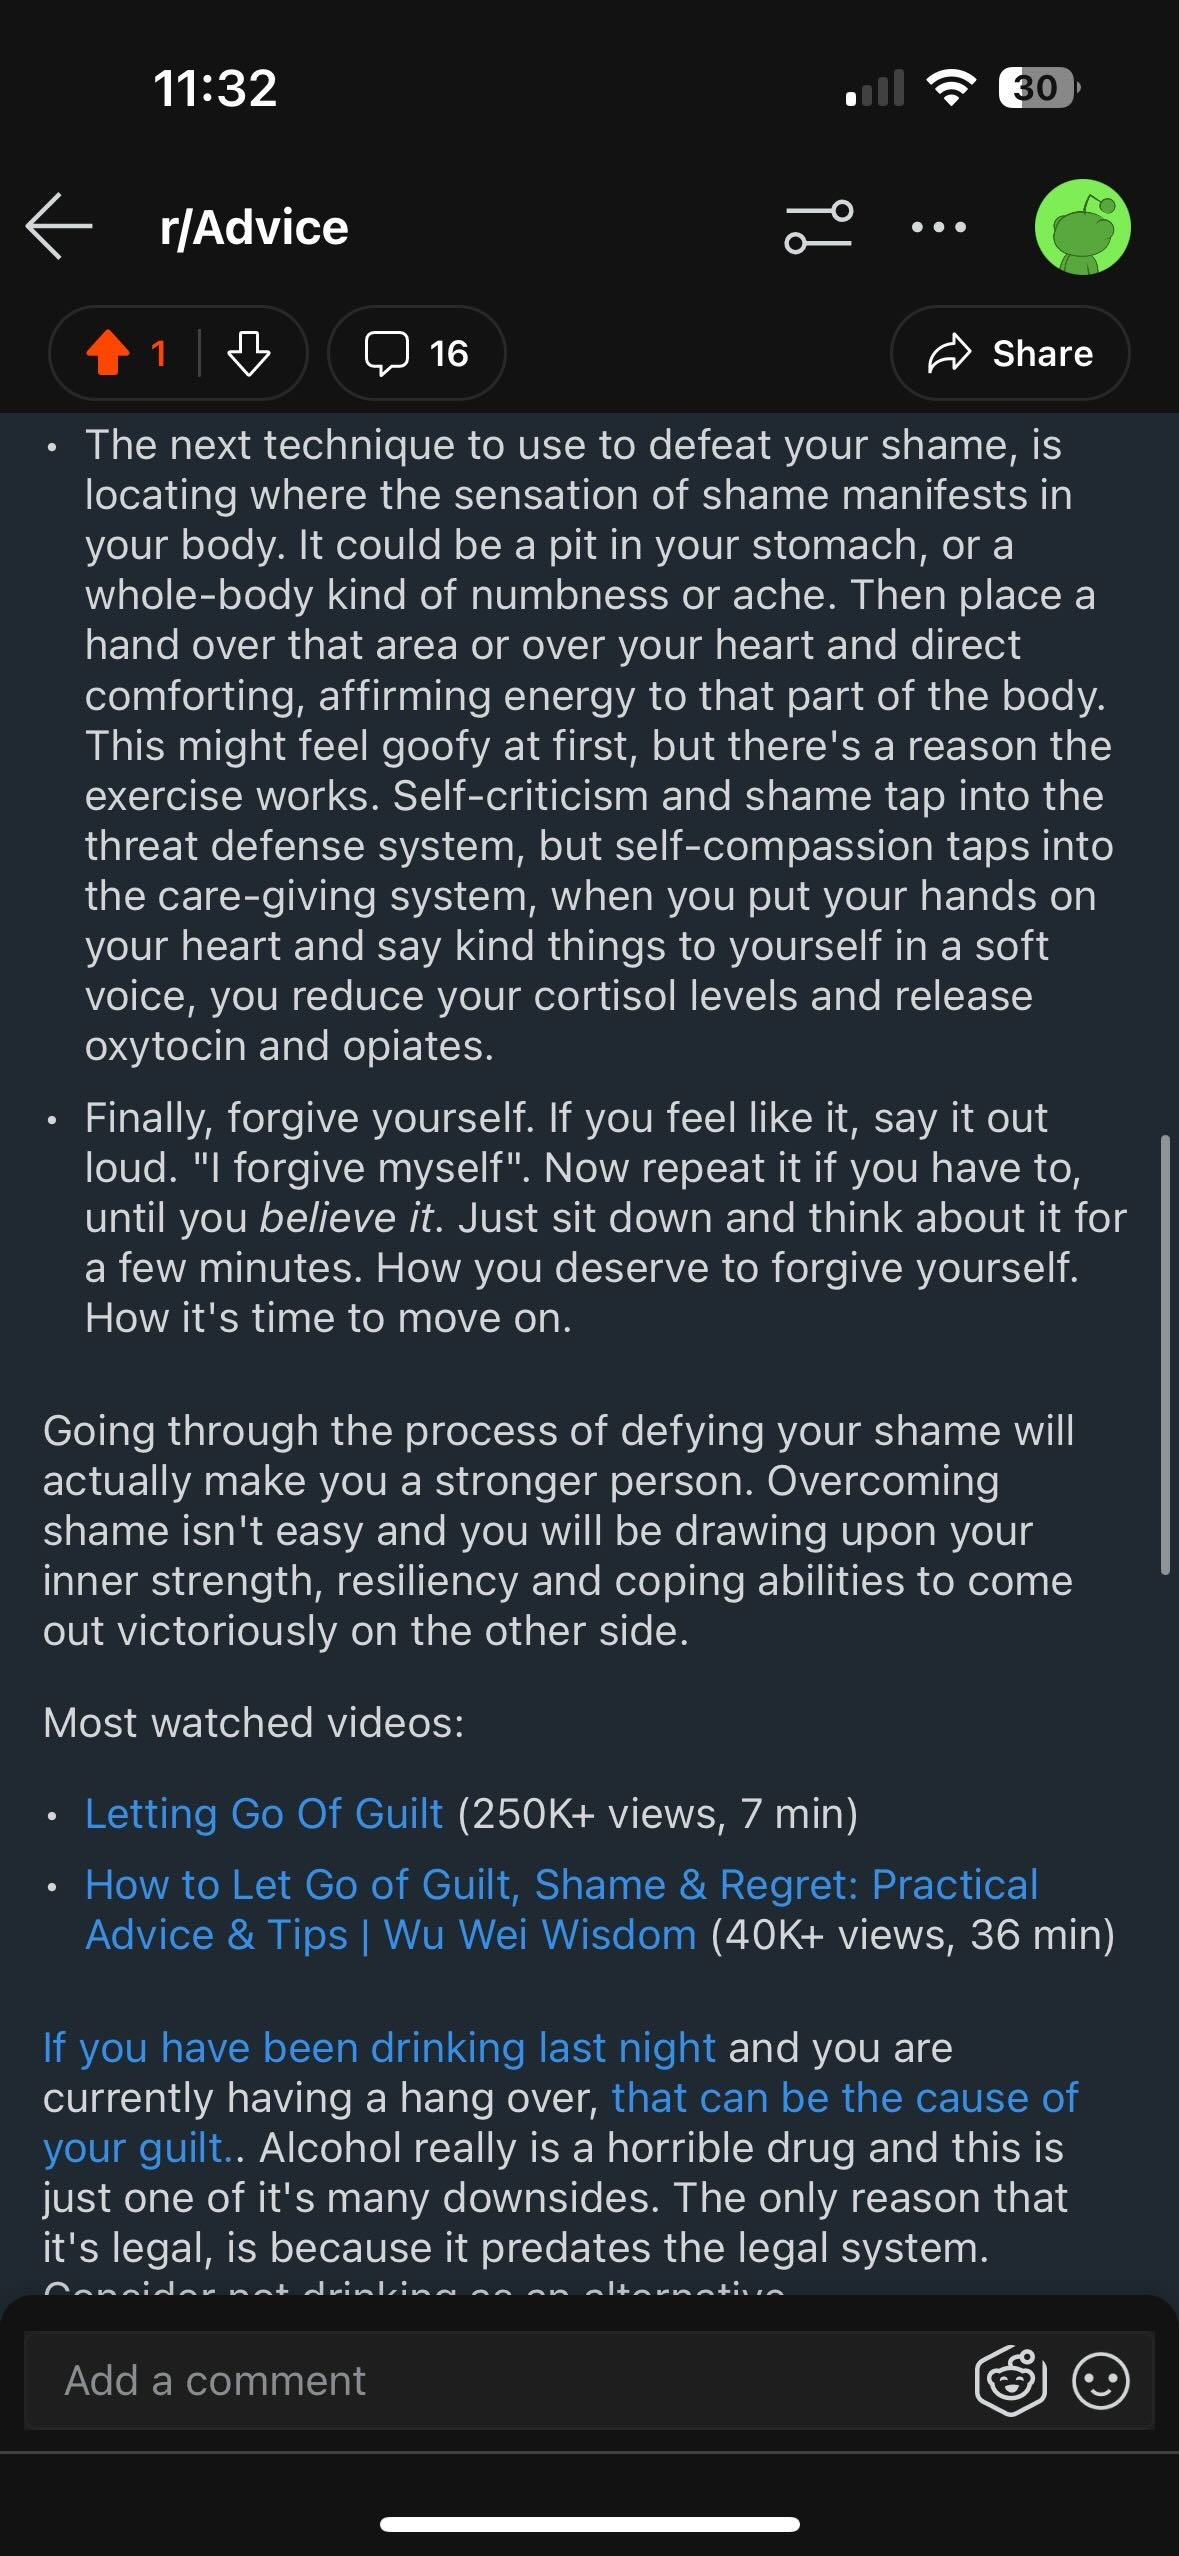 11:32
30
r/Advice
1
16
Share
• The next technique to use to defeat your shame, is
locating where the sensation of shame manifests in
your body. It could be a pit in your stomach, or a
whole-body kind of numbness or ache. Then place a
hand over that area or over your heart and direct
comforting, affirming energy to that part of the body.
This might feel goofy at first, but there's a reason the
exercise works. Self-criticism and shame tap into the
threat defense system, but self-compassion taps into
the care-giving system, when you put your hands on
your heart and say kind things to yourself in a soft
voice, you reduce your cortisol levels and release
oxytocin and opiates.
• Finally, forgive yourself. If you feel like it, say it out
loud. "I forgive myself". Now repeat it if you have to,
until you believe it. Just sit down and think about it for
a few minutes. How you deserve to forgive yourself.
How it's time to move on.
Going through the process of defying your shame will
actually make you a stronger person. Overcoming
shame isn't easy and you will be drawing upon your
inner strength, resiliency and coping abilities to come
out victoriously on the other side.
Most watched videos:
• Letting Go Of Guilt (250K+ views, 7 min)
• How to Let Go of Guilt, Shame & Regret: Practical
Advice & Tips | Wu Wei Wisdom (40K+ views, 36 min)
If you have been drinking last night and you are
currently having a hang over, that can be the cause of
your guilt.. Alcohol really is a horrible drug and this is
just one of it's many downsides. The only reason that
it's legal, is because it predates the legal system.
Consider not drinking as an alternative
Add a comment